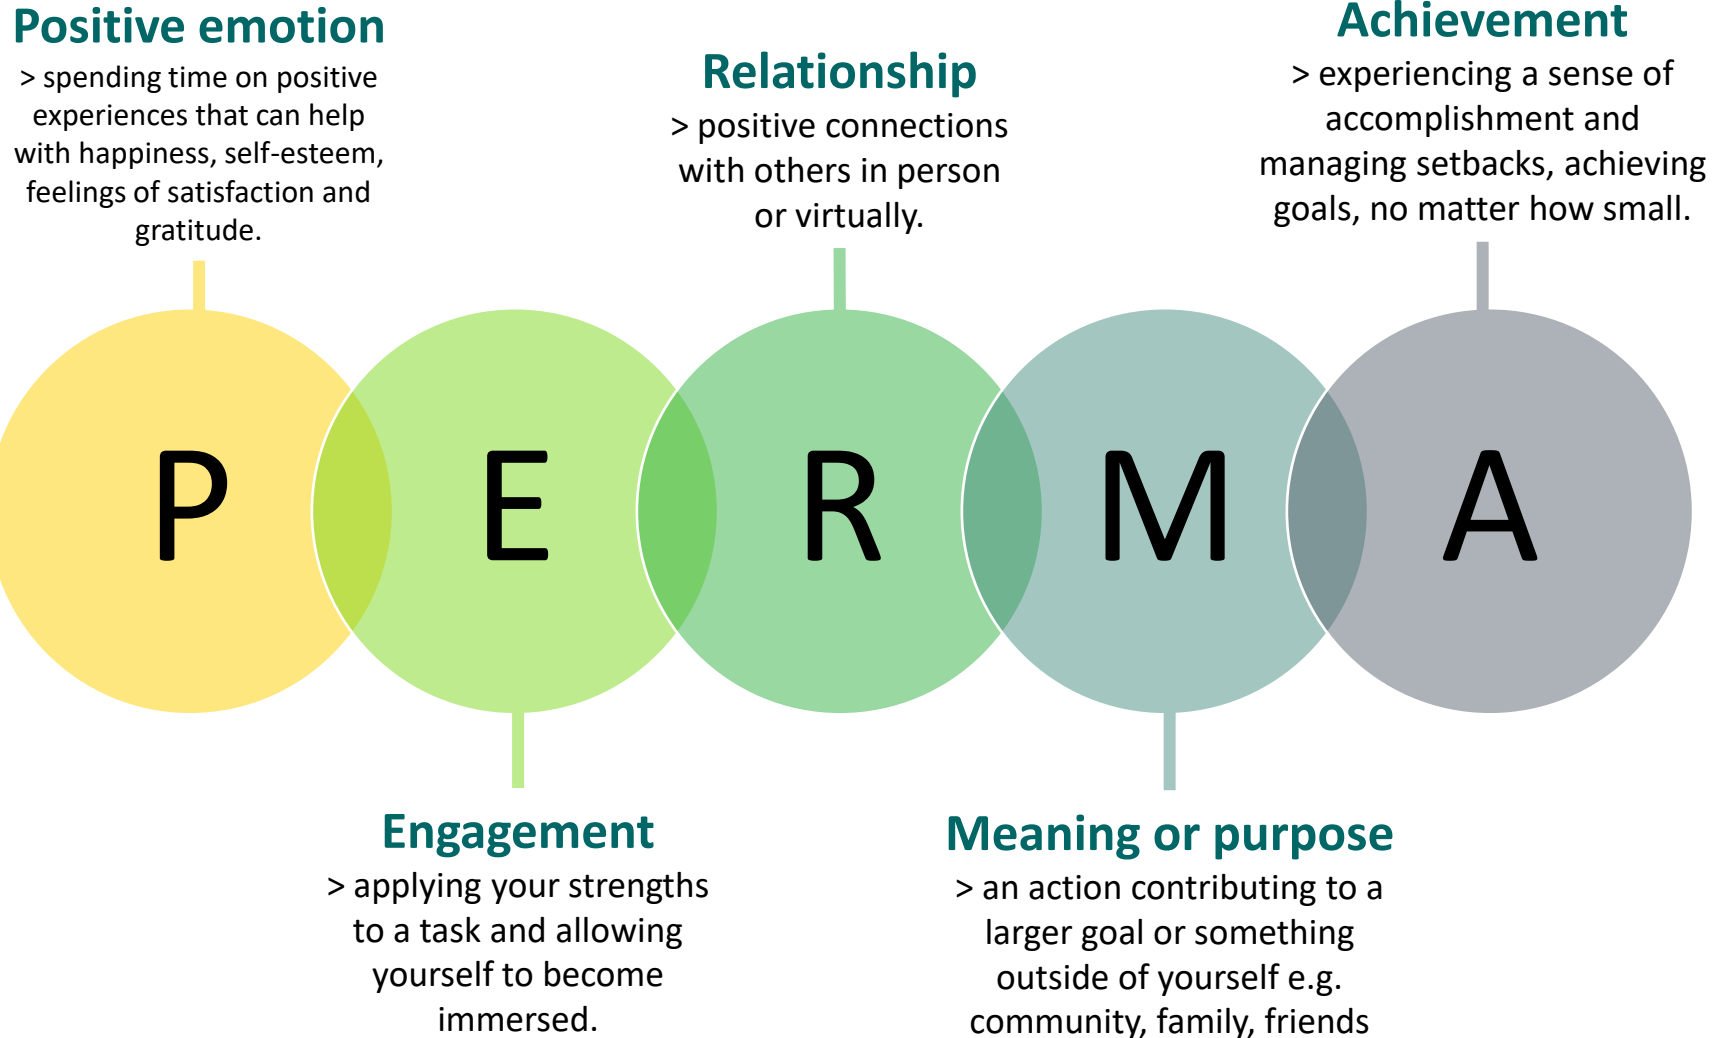 Positive emotion
> spending time on positive
experiences that can help
with happiness, self-esteem,
feelings of satisfaction and
gratitude.
Relationship
> positive connections
with others in person
or virtually.
Achievement
> experiencing a sense of
accomplishment and
managing setbacks, achieving
goals, no matter how small.
P E R M A
Engagement
> applying your strengths
to a task and allowing
yourself to become
immersed.
Meaning or purpose
> an action contributing to a
larger goal or something
outside of yourself e.g.
community, family, friends